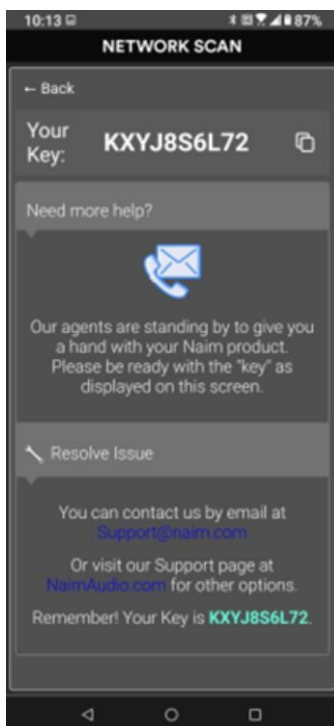 10:13 87%
NETWORK SCAN
← Back
Your
Key: KXYJ8S6L72
Need more help?
Our agents are standing by to give you
a hand with your Naim product.
Please be ready with the "key" as
displayed on this screen.
Resolve Issue
You can contact us by email at
Support@naim.com
Or visit our Support page at
NaimAudio.com for other options.
Remember! Your Key is KXYJ8S6L72.